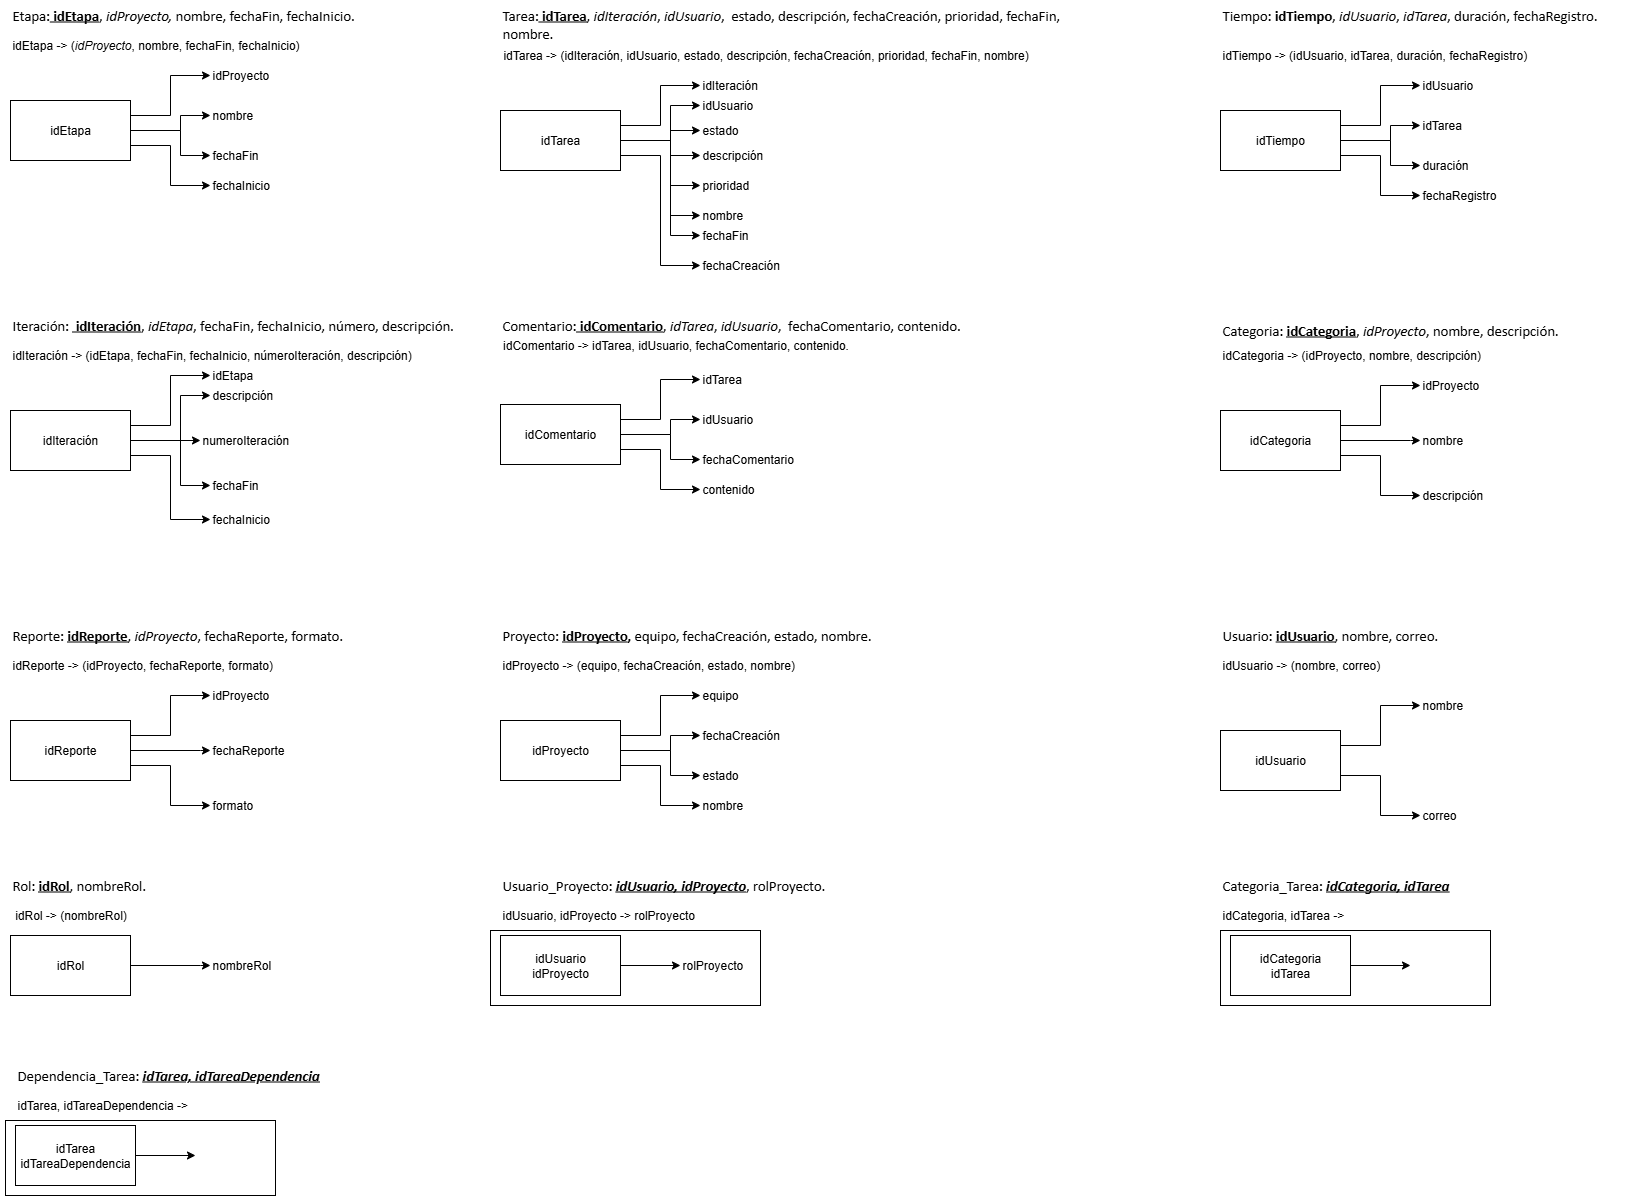 Etapa: idEtapa, idProyecto, nombre, fechaFin, fechaInicio.
idEtapa -> (idProyecto, nombre, fechaFin, fechaInicio)
idEtapa
idProyecto
nombre
fechaFin
fechaInicio
Tarea: idTarea, idIteración, idUsuario, estado, descripción, fechaCreación, prioridad, fechaFin,
nombre.
idTarea -> (idIteración, idUsuario, estado, descripción, fechaCreación, prioridad, fechaFin, nombre)
idTarea
idIteración
idUsuario
estado
descripción
prioridad
nombre
fechaFin
fechaCreación
Tiempo: idTiempo, idUsuario, idTarea, duración, fechaRegistro.
idTiempo -> (idUsuario, idTarea, duración, fechaRegistro)
idTiempo
idUsuario
idTarea
duración
fechaRegistro
Iteración: idIteración, idEtapa, fechaFin, fechaInicio, número, descripción.
idIteración -> (idEtapa, fechaFin, fechaInicio, númeroIteración, descripción)
idIteración
idEtapa
descripción
numeroIteración
fechaFin
fechaInicio
Comentario: idComentario, idTarea, idUsuario, fechaComentario, contenido.
idComentario -> idTarea, idUsuario, fechaComentario, contenido.
idComentario
idTarea
idUsuario
fechaComentario
contenido
Categoria: idCategoria, idProyecto, nombre, descripción.
idCategoria -> (idProyecto, nombre, descripción)
idCategoria
idProyecto
nombre
descripción
Reporte: idReporte, idProyecto, fechaReporte, formato.
idReporte -> (idProyecto, fechaReporte, formato)
idReporte
idProyecto
fechaReporte
formato
Proyecto: idProyecto, equipo, fechaCreación, estado, nombre.
idProyecto -> (equipo, fechaCreación, estado, nombre)
idProyecto
equipo
fechaCreación
estado
nombre
Usuario: idUsuario, nombre, correo.
idUsuario -> (nombre, correo)
idUsuario
nombre
correo
Rol: idRol, nombreRol.
idRol -> (nombreRol)
idRol
nombreRol
Usuario_Proyecto: idUsuario, idProyecto, rolProyecto.
idUsuario, idProyecto -> rolProyecto
idUsuario
idProyecto
rolProyecto
Categoria_Tarea: idCategoria, idTarea
idCategoria, idTarea ->
idCategoria
idTarea
Dependencia_Tarea: idTarea, idTareaDependencia
idTarea, idTareaDependencia ->
idTarea
idTareaDependencia